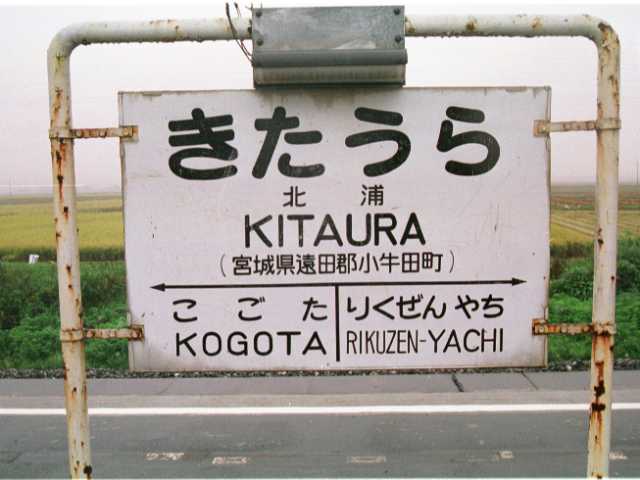 きたうら
北浦
KITAURA
(宮城県遠田郡小牛田町)
こごた りくぜんやち
KOGOTA RIKUZEN-YACHI